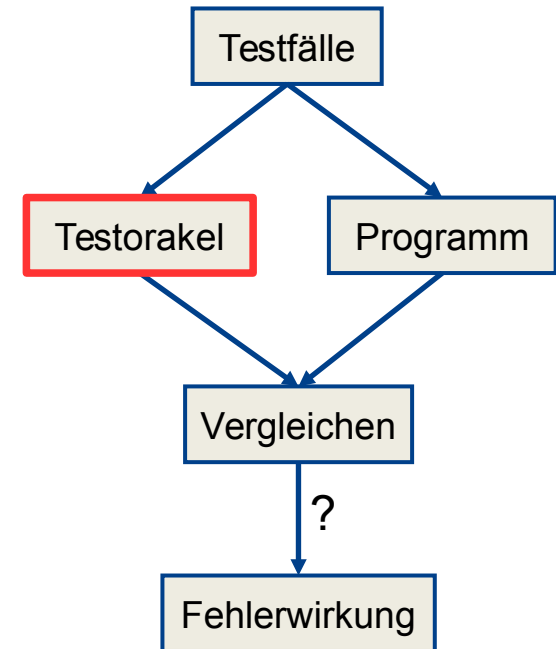 Testfälle
Testorakel
Programm
Vergleichen
?
Fehlerwirkung